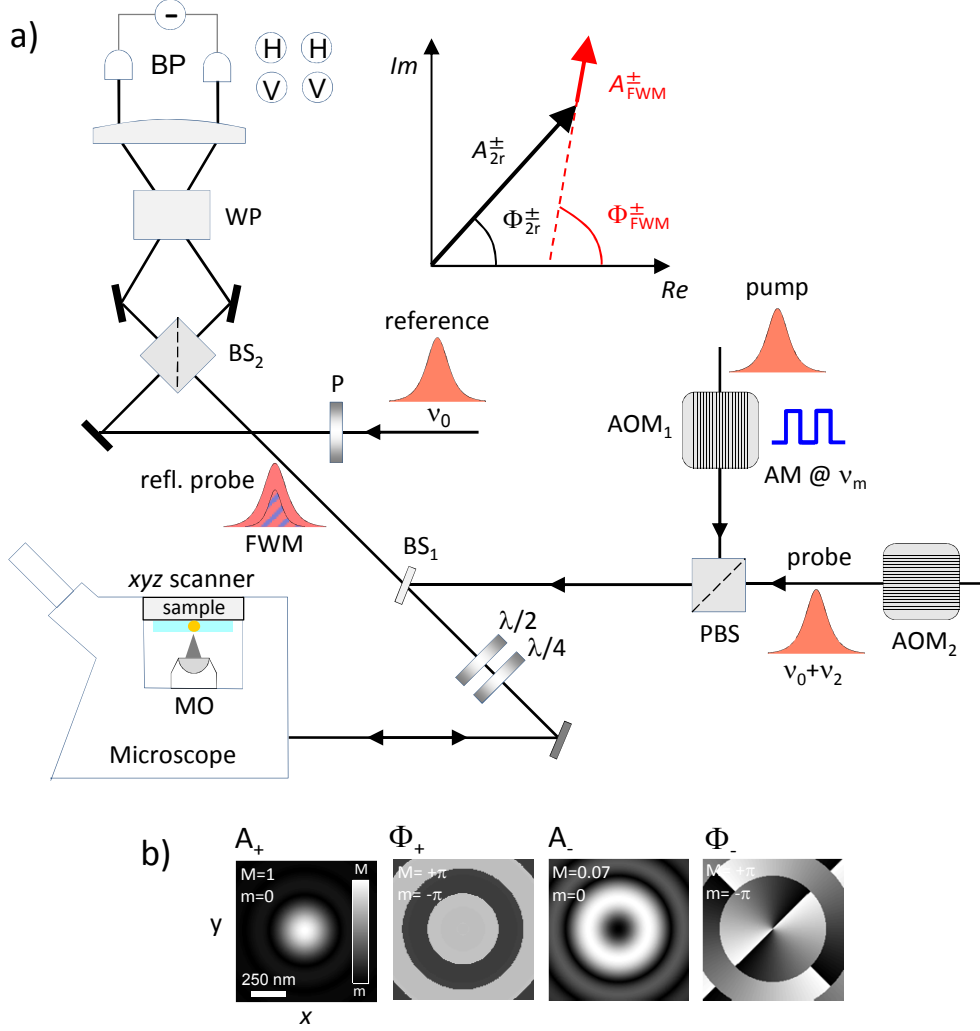 a)
BP
H H
V V
WP
BS₂
Im
A±2r
A±FWM
Φ±2r
Φ±FWM
Re
pump
reference
P
ν₀
AOM₁
AM @ νm
refl. probe
FWM
BS₁
probe
PBS
AOM₂
ν₀+ν₂
xyz scanner
sample
MO
Microscope
λ/2
λ/4
b)
A₊
Φ₊
A₋
Φ₋
M=1
m=0
M
m
250 nm
M= +π
m= -π
M=0.07
m=0
M= +π
m= -π
y
x